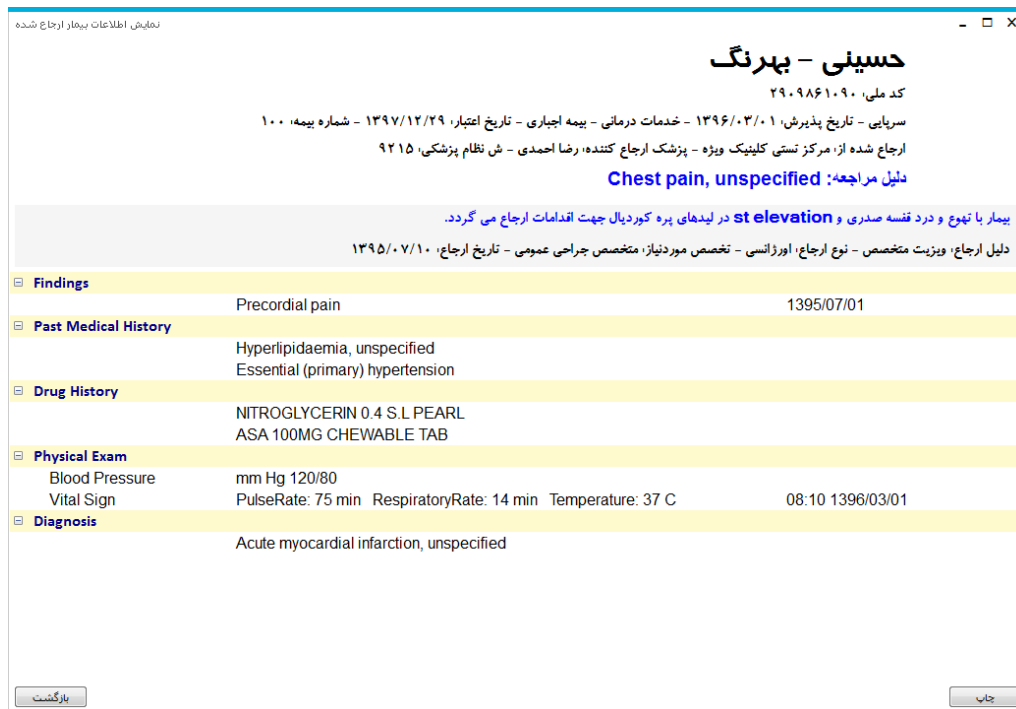 نمایش اطلاعات بیمار ارجاع شده
حسینی - بهرنگ
کد ملی: ۲۹۰۹۸۶۱۰۹۰
سرپایی - تاریخ پذیرش: ۱۳۹۶/۰۳/۰۱ - خدمات درمانی - بیمه اجباری - تاریخ اعتبار: ۱۳۹۷/۱۲/۲۹ - شماره بیمه: ۱۰۰
ارجاع شده از: مرکز تستی کلینیک ویژه - پزشک ارجاع کننده: رضا احمدی - ش نظام پزشکی: ۹۲۱۵
دلیل مراجعه: Chest pain, unspecified
بیمار با تهوع و درد قفسه صدری و st elevation در لیدهای پره کوردیال جهت اقدامات ارجاع می گردد.
دلیل ارجاع: ویزیت متخصص - نوع ارجاع: اورژانسی - تخصص موردنیاز: متخصص جراحی عمومی - تاریخ ارجاع: ۱۳۹۵/۰۷/۱۰
Findings
Precordial pain 1395/07/01
Past Medical History
Hyperlipidaemia, unspecified
Essential (primary) hypertension
Drug History
NITROGLYCERIN 0.4 S.L PEARL
ASA 100MG CHEWABLE TAB
Physical Exam
Blood Pressure mm Hg 120/80
Vital Sign PulseRate: 75 min RespiratoryRate: 14 min Temperature: 37 C 08:10 1396/03/01
Diagnosis
Acute myocardial infarction, unspecified
بازگشت
چاپ